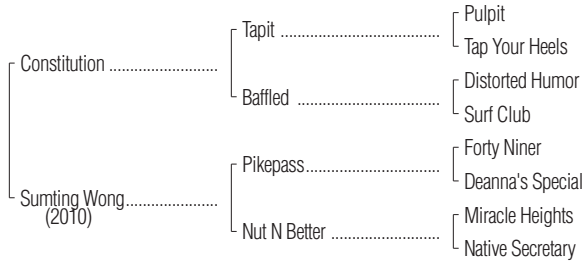 Pulpit
Tapit ........................................
Tap Your Heels
Constitution ...........................
Distorted Humor
Baffled ....................................
Surf Club
Forty Niner
Pikepass..................................
Deanna's Special
Sumting Wong.......................
(2010)
Miracle Heights
Nut N Better ...........................
Native Secretary